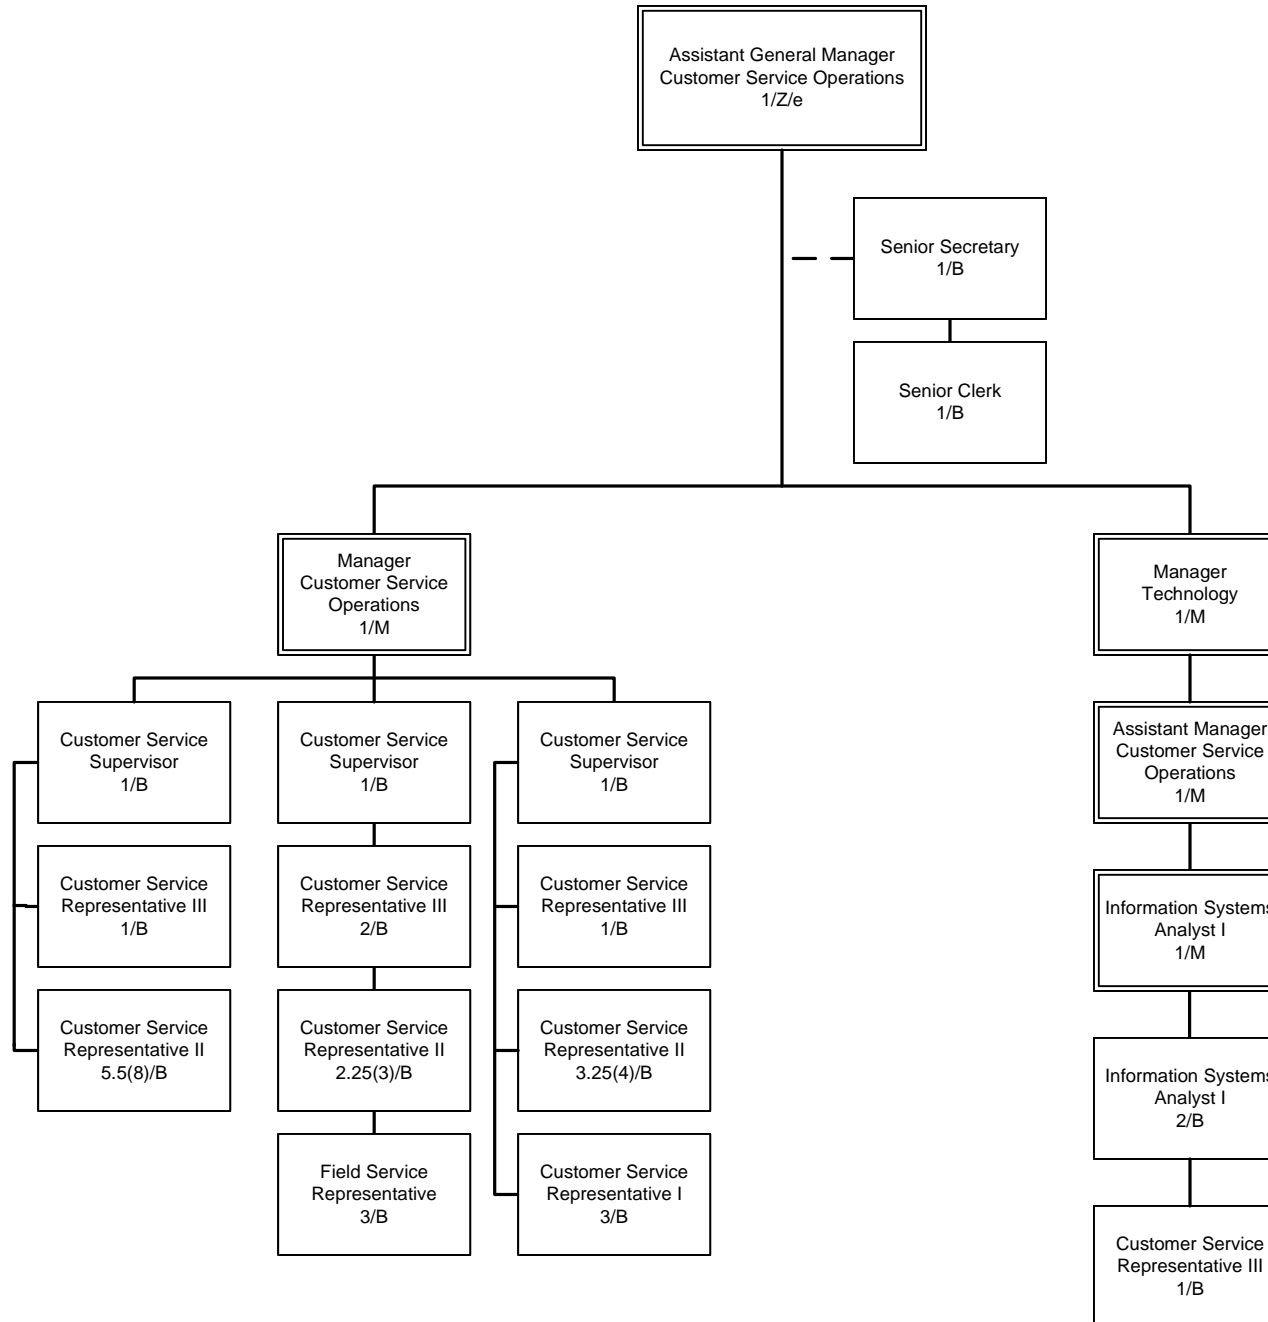 Assistant General Manager
Customer Service Operations
1/Z/e
Senior Secretary
1/B
Senior Clerk
1/B
Manager
Customer Service
Operations
1/M
Manager
Technology
1/M
Customer Service
Supervisor
1/B
Customer Service
Supervisor
1/B
Customer Service
Supervisor
1/B
Assistant Manager
Customer Service
Operations
1/M
Customer Service
Representative III
1/B
Customer Service
Representative III
2/B
Customer Service
Representative III
1/B
Information Systems
Analyst I
1/M
Customer Service
Representative II
5.5(8)/B
Customer Service
Representative II
2.25(3)/B
Customer Service
Representative II
3.25(4)/B
Information Systems
Analyst I
2/B
Field Service
Representative
3/B
Customer Service
Representative I
3/B
Customer Service
Representative III
1/B